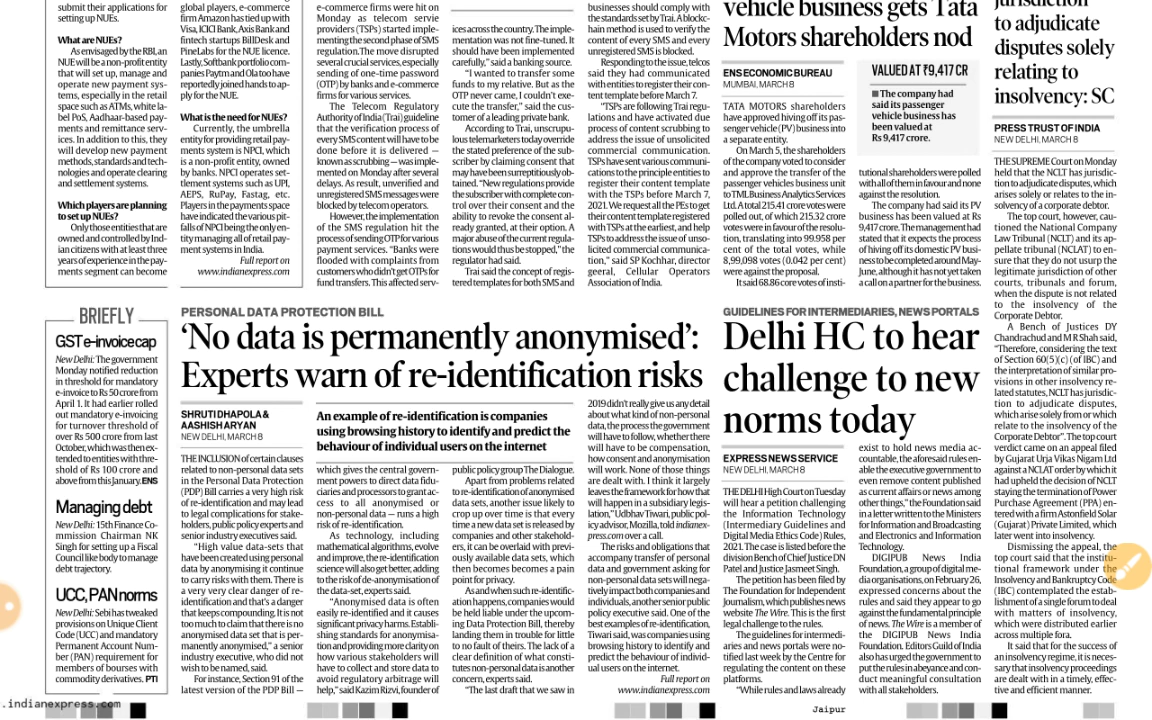 submit their applications for
setting up NUEs.
What are NUEs?
As envisaged by the RBI, an
NUE will be a non-profit entity
that will set up, manage and
operate new payment sys-
tems, especially in the retail
space such as ATMs, white la-
bel PoS, Aadhaar-based pay-
ments and remittance serv-
ices. In addition to this, they
will develop new payment
methods, standards and tech-
nologies and operate clearing
and settlement systems.
Which players are planning
to set up NUEs?
Only those entities that are
owned and controlled by Ind-
ian citizens with at least three
years of experience in the pay-
ments segment can become
global players, e-commerce
firm Amazon has tied up with
Visa, ICICI Bank, Axis Bank and
fintech startups BillDesk and
PineLabs for the NUE licence.
Lastly, Softbank portfolio com-
panies Paytm and Ola too have
reportedly joined hands to ap-
ply for the NUE.
What is the need for NUEs?
Currently, the umbrella
entity for providing retail pay-
ments system is NPCI, which
is a non-profit entity, owned
by banks. NPCI operates set-
tlement systems such as UPI,
AEPS, RuPay, Fastag, etc.
Players in the payments space
have indicated the various pit-
falls of NPCI being the only en-
tity managing all of retail pay-
ment systems in India.
Full report on
www.indianexpress.com
e-commerce firms were hit on
Monday as telecom servie
providers (TSPs) started imple-
menting the second phase of SMS
regulation. The move disrupted
several crucial services, especially
sending of one-time password
(OTP) by banks and e-commerce
firms for various services.
The Telecom Regulatory
Authority of India (Trai) guideline
that the verification process of
every SMS content will have to be
done before it is delivered —
known as scrubbing — was imple-
mented on Monday after several
delays. As result, unverified and
unregistered SMS messages were
blocked by telecom operators.
However, the implementation
of the SMS regulation hit the
process of sending OTP for various
payment services. "Banks were
flooded with complaints from
customers who didn't get OTPs for
fund transfers. This affected serv-
ices across the country. The imple-
mentation was not fine-tuned. It
should have been implemented
carefully," said a banking source.
"I wanted to transfer some
funds to my relative. But as the
OTP never came, I couldn't exe-
cute the transfer," said the cus-
tomer of a leading private bank.
According to Trai, unscrupu-
lous telemarketers today override
the stated preference of the sub-
scriber by claiming consent that
may have been surreptitiously ob-
tained. "New regulations provide
the subscriber with complete con-
trol over their consent and the
ability to revoke the consent al-
ready granted, at their option. A
major abuse of the current regula-
tions would thus be stopped," the
regulator had said.
Trai said the concept of regis-
tered templates for both SMS and
businesses should comply with
the standards set by Trai. A blockc-
hain method is used to verify the
content of every SMS and every
unregistered SMS is blocked.
Responding to the issue, telcos
said they had communicated
with entities to register their con-
tent template before March 7.
"TSPs are following Trai regu-
lations and have activated due
process of content scrubbing to
address the issue of unsolicited
commercial communication.
TSPs have sent various communi-
cations to the principle entities to
register their content template
with the TSPs before March 7,
2021. We request all the PEs to get
their content template registered
with TSPs at the earliest, and help
TSPs to address the issue of unso-
licited commercial communica-
tion," said SP Kochhar, director
geeral, Cellular Operators
Association of India.
vehicle business gets Tata
Motors shareholders nod
ENS ECONOMIC BUREAU
MUMBAI, MARCH 8
TATA MOTORS shareholders
have approved hiving off its pas-
senger vehicle (PV) business into
a separate entity.
On March 5, the shareholders
of the company voted to consider
and approve the transfer of the
passenger vehicles business unit
to TML Business Analytics Services
Ltd. A total 215.41 crore votes were
polled out, of which 215.32 crore
votes were in favour of the resolu-
tion, translating into 99.958 per
cent of the total votes, while
8,99,098 votes (0.042 per cent)
were against the proposal.
It said 68.86 core votes of insti-
VALUED AT ₹9,417 CR
■ The company had
said its passenger
vehicle business has
been valued at
Rs 9,417 crore.
tutional shareholders were polled
with all of them in favour and none
against the resolution.
The company had said its PV
business has been valued at Rs
9,417 crore. The management had
stated that it expects the process
of hiving off its domestic PV busi-
ness to be completed around May-
June, although it has not yet taken
a call on a partner for the business.
jurisdiction
to adjudicate
disputes solely
relating to
insolvency: SC
PRESS TRUST OF INDIA
NEW DELHI, MARCH 8
THE SUPREME Court on Monday
held that the NCLT has jurisdic-
tion to adjudicate disputes, which
arises solely or relates to the in-
solvency of a corporate debtor.
The top court, however, cau-
tioned the National Company
Law Tribunal (NCLT) and its ap-
pellate tribunal (NCLAT) to en-
sure that they do not usurp the
legitimate jurisdiction of other
courts, tribunals and forum,
when the dispute is not related
to the insolvency of the
Corporate Debtor.
A Bench of Justices DY
Chandrachud and M R Shah said,
"Therefore, considering the text
of Section 60(5)(c) (of IBC) and
the interpretation of similar pro-
visions in other insolvency re-
lated statutes, NCLT has jurisdic-
tion to adjudicate disputes,
which arise solely from or which
relate to the insolvency of the
Corporate Debtor". The top court
verdict came on an appeal filed
by Gujarat Urja Vikas Nigam Ltd
against a NCLAT order by which it
had upheld the decision of NCLT
staying the termination of Power
Purchase Agreement (PPA) en-
tered with a firm Astonfield Solar
(Gujarat) Private Limited, which
later went into insolvency.
Dismissing the appeal, the
top court said that the institu-
tional framework under the
Insolvency and Bankruptcy Code
(IBC) contemplated the estab-
lishment of a single forum to deal
with matters of insolvency,
which were distributed earlier
across multiple fora.
It said that for the success of
an insolvency regime, it is neces-
sary that insolvency proceedings
are dealt with in a timely, effec-
tive and efficient manner.
BRIEFLY
GST e-invoice cap
New Delhi: The government
Monday notified reduction
in threshold for mandatory
e-invoice to Rs 50 crore from
April 1. It had earlier rolled
out mandatory e-invoicing
for turnover threshold of
over Rs 500 crore from last
October, which was then ex-
tended to entities with thre-
shold of Rs 100 crore and
above from this January. ENS
Managing debt
New Delhi: 15th Finance Co-
mmission Chairman NK
Singh for setting up a Fiscal
Council like body to manage
debt trajectory.
UCC, PAN norms
New Delhi: Sebi has tweaked
provisions on Unique Client
Code (UCC) and mandatory
Permanent Account Num-
ber (PAN) requirement for
members of bourses with
commodity derivatives. PTI
PERSONAL DATA PROTECTION BILL
'No data is permanently anonymised':
Experts warn of re-identification risks
SHRUTI DHAPOLA &
AASHISH ARYAN
NEW DELHI, MARCH 8
THE INCLUSION of certain clauses
related to non-personal data sets
in the Personal Data Protection
(PDP) Bill carries a very high risk
of re-identification and may lead
to legal complications for stake-
holders, public policy experts and
senior industry executives said.
"High value data-sets that
have been created using personal
data by anonymising it continue
to carry risks with them. There is
a very very clear danger of re-
identification and that's a danger
that keeps compounding. It is not
too much to claim that there is no
anonymised data set that is per-
manently anonymised," a senior
industry executive, who did not
wish to be named, said.
For instance, Section 91 of the
latest version of the PDP Bill —
An example of re-identification is companies
using browsing history to identify and predict the
behaviour of individual users on the internet
which gives the central govern-
ment powers to direct data fidu-
ciaries and processors to grant ac-
cess to all anonymised or
non-personal data — runs a high
risk of re-identification.
As technology, including
mathematical algorithms, evolve
and improve, the re-identification
science will also get better, adding
to the risk of de-anonymisation of
the data-set, experts said.
"Anonymised data is often
easily re-identified and it causes
significant privacy harms. Establi-
shing standards for anonymisa-
tion and providing more clarity on
how various stakeholders will
have to collect and store data to
avoid regulatory arbitrage will
help," said Kazim Rizvi, founder of
public policy group The Dialogue.
Apart from problems related
to re-identification of anonymised
data sets, another issue likely to
crop up over time is that every
time a new data set is released by
companies and other stakehold-
ers, it can be overlaid with previ-
ously available data sets, which
then becomes becomes a pain
point for privacy.
As and when such re-identific-
ation happens, companies would
be held liable under the upcom-
ing Data Protection Bill, thereby
landing them in trouble for little
to no fault of theirs. The lack of a
clear definition of what consti-
tutes non-personal data is another
concern, experts said.
"The last draft that we saw in
2019 didn't really give us any detail
about what kind of non-personal
data, the process the government
will have to follow, whether there
will have to be compensation,
how consent and anonymisation
will work. None of those things
are dealt with. I think it largely
leaves the framework for how that
will happen in a subsidiary legis-
lation," Udbhav Tiwari, public pol-
icy advisor, Mozilla, told indianex-
press.com over a call.
The risks and obligations that
accompany transfer of personal
data and government asking for
non-personal data sets will nega-
tively impact both companies and
individuals, another senior public
policy executive said. One of the
best examples of re-identification,
Tiwari said, was companies using
browsing history to identify and
predict the behaviour of individ-
ual users on the internet.
Full report on
www.indianexpress.com
GUIDELINES FOR INTERMEDIARIES, NEWS PORTALS
Delhi HC to hear
challenge to new
norms today
EXPRESS NEWS SERVICE
NEW DELHI, MARCH 8
THE DELHI High Court on Tuesday
will hear a petition challenging
the Information Technology
(Intermediary Guidelines and
Digital Media Ethics Code) Rules,
2021. The case is listed before the
division Bench of Chief Justice DN
Patel and Justice Jasmeet Singh.
The petition has been filed by
The Foundation for Independent
Journalism, which publishes news
website The Wire. This is the first
legal challenge to the rules.
The guidelines for intermedi-
aries and news portals were no-
tified last week by the Centre for
regulating the content on these
platforms.
"While rules and laws already
exist to hold news media ac-
countable, the aforesaid rules en-
able the executive government to
even remove content published
as current affairs or news among
other things," the Foundation said
in a letter written to the Ministers
for Information and Broadcasting
and Electronics and Information
Technology.
DIGIPUB News India
Foundation, a group of digital me-
dia organisations, on February 26,
expressed concerns about the
rules and said they appear to go
against the fundamental principle
of news. The Wire is a member of
the DIGIPUB News India
Foundation. Editors Guild of India
also has urged the government to
put the rules in abeyance and con-
duct meaningful consultation
with all stakeholders.
.indianexpress.com
Jaipur